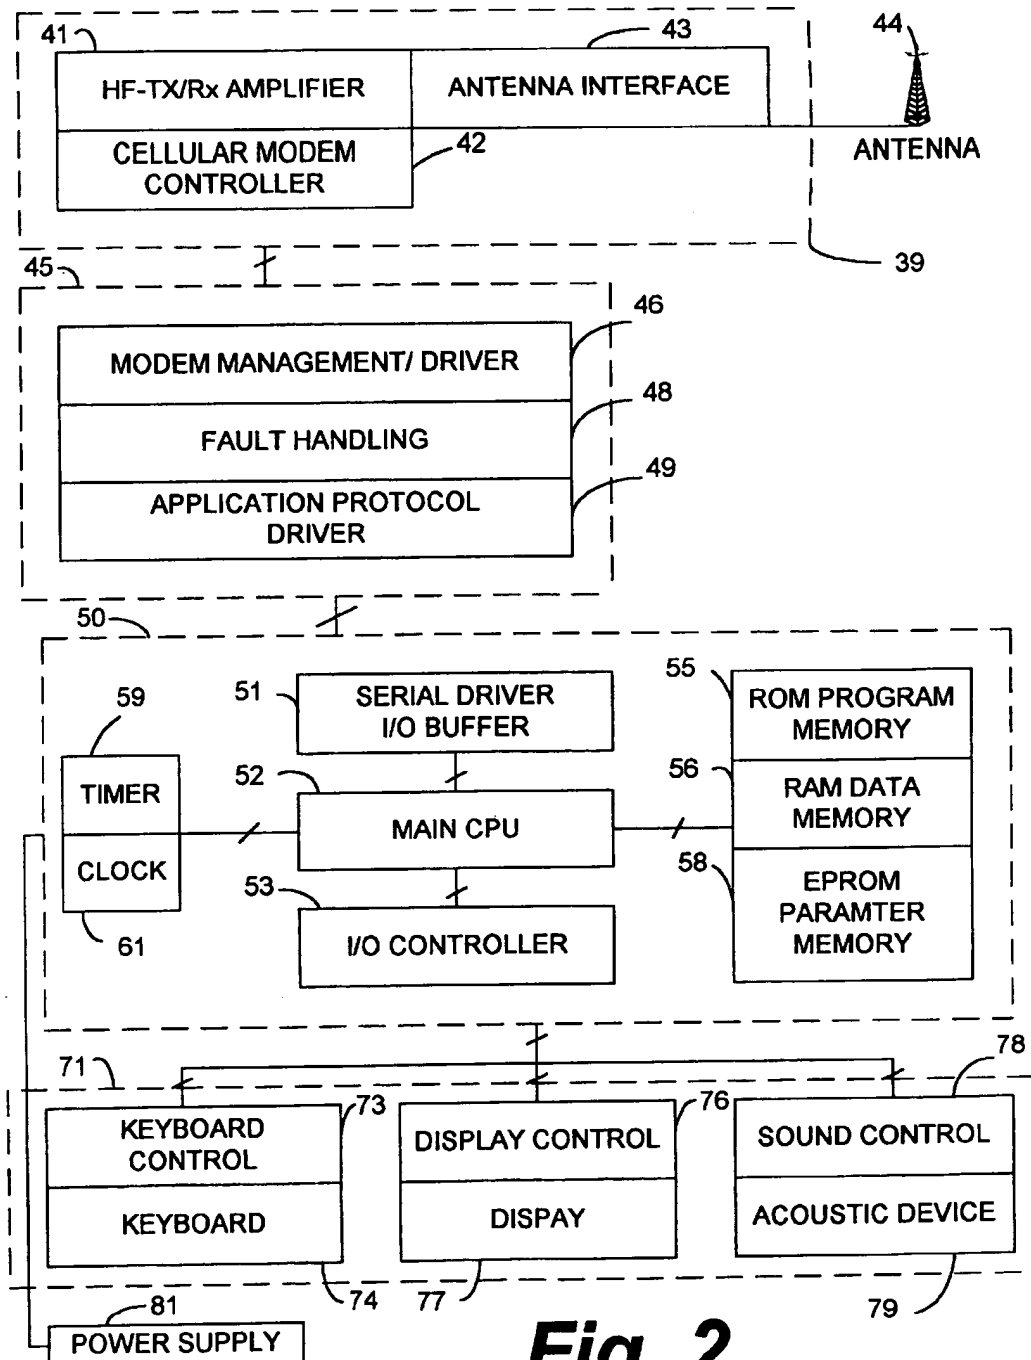 41
43
44
HF-TX/Rx AMPLIFIER
ANTENNA INTERFACE
CELLULAR MODEM
CONTROLLER
42
ANTENNA
39
45
46
MODEM MANAGEMENT/ DRIVER
48
FAULT HANDLING
49
APPLICATION PROTOCOL
DRIVER
50
59
51
SERIAL DRIVER
I/O BUFFER
55
ROM PROGRAM
MEMORY
TIMER
52
MAIN CPU
56
RAM DATA
MEMORY
CLOCK
61
53
I/O CONTROLLER
58
EPROM
PARAMTER
MEMORY
71
78
KEYBOARD
CONTROL
73
DISPLAY CONTROL
76
SOUND CONTROL
KEYBOARD
DISPAY
ACOUSTIC DEVICE
74
77
79
81
POWER SUPPLY
Fig. 2